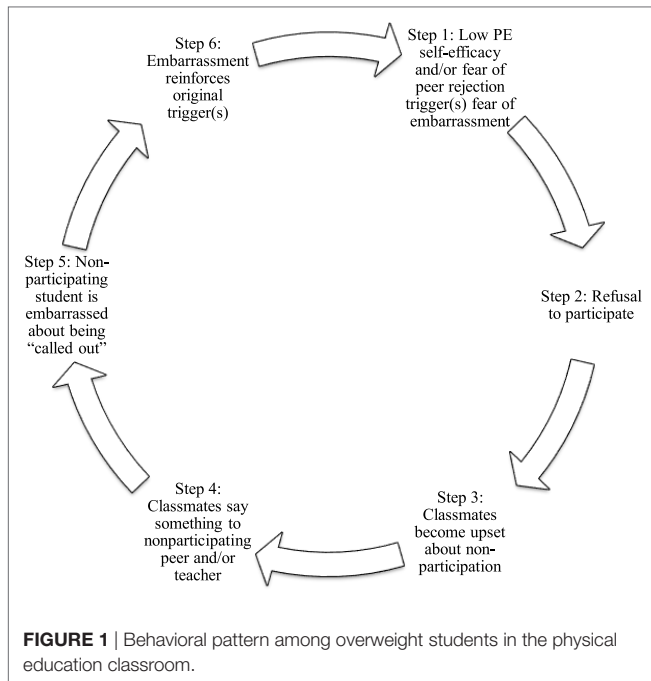 Step 1: Low PE
self-efficacy
and/or fear of
peer rejection
trigger(s) fear of
embarrassment
Step 2: Refusal
to participate
Step 3:
Classmates
become upset
about non-
participation
Step 4:
Classmates say
something to
nonparticipating
peer and/or
teacher
Step 5: Non-
participating
student is
embarrassed
about being
“called out”
Step 6:
Embarrassment
reinforces
original
trigger(s)
FIGURE 1 | Behavioral pattern among overweight students in the physical
education classroom.